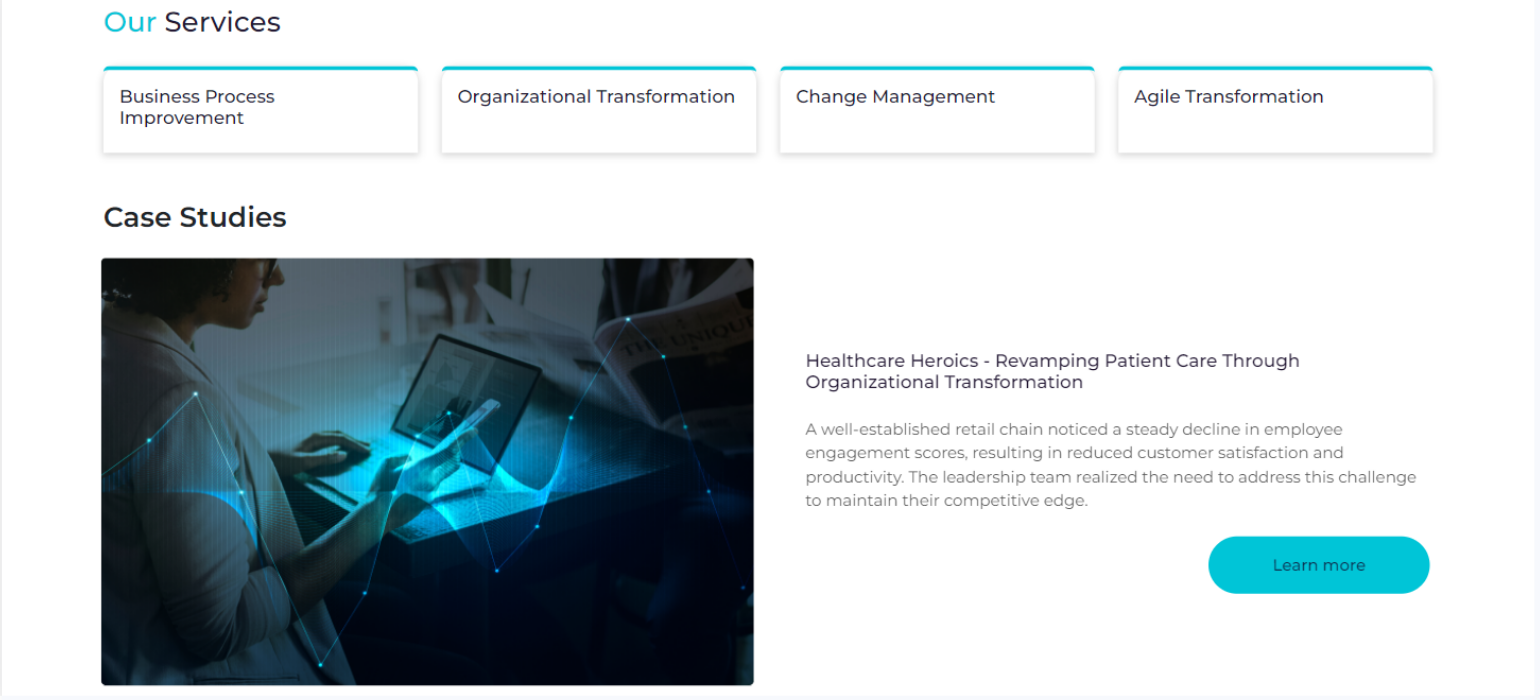 Our Services
Business Process
Improvement
Organizational Transformation
Change Management
Agile Transformation
Case Studies
THE UNIQUE
Healthcare Heroics - Revamping Patient Care Through
Organizational Transformation
A well-established retail chain noticed a steady decline in employee
engagement scores, resulting in reduced customer satisfaction and
productivity. The leadership team realized the need to address this challenge
to maintain their competitive edge.
Learn more